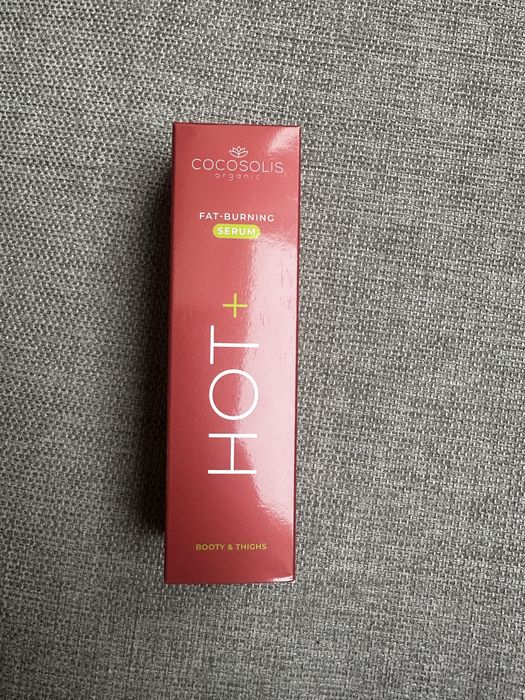 COCOSOLIS
organic
FAT-BURNING
SERUM
HOT+
BOOTY & THIGHS